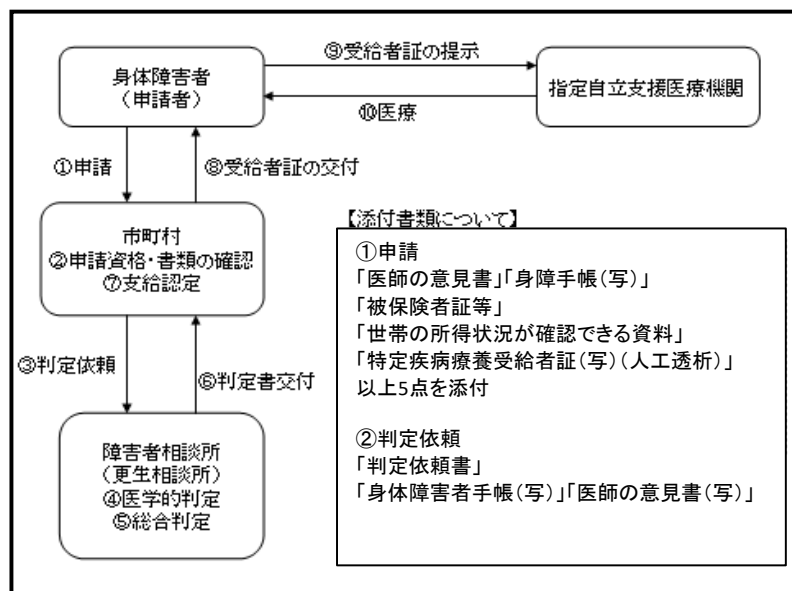 ⑨受給者証の提示
身体障害者
(申請者)
指定自立支援医療機関
⑩医療
①申請
⑧受給者証の交付
市町村
②申請資格・書類の確認
⑦支給認定
③判定依頼
⑥判定書交付
障害者相談所
(更生相談所)
④医学的判定
⑤総合判定
【添付書類について】
①申請
「医師の意見書」「身障手帳(写)」
「被保険者証等」
「世帯の所得状況が確認できる資料」
「特定疾病療養受給者証(写)(人工透析)」
以上5点を添付
②判定依頼
「判定依頼書」
「身体障害者手帳(写)」「医師の意見書(写)」